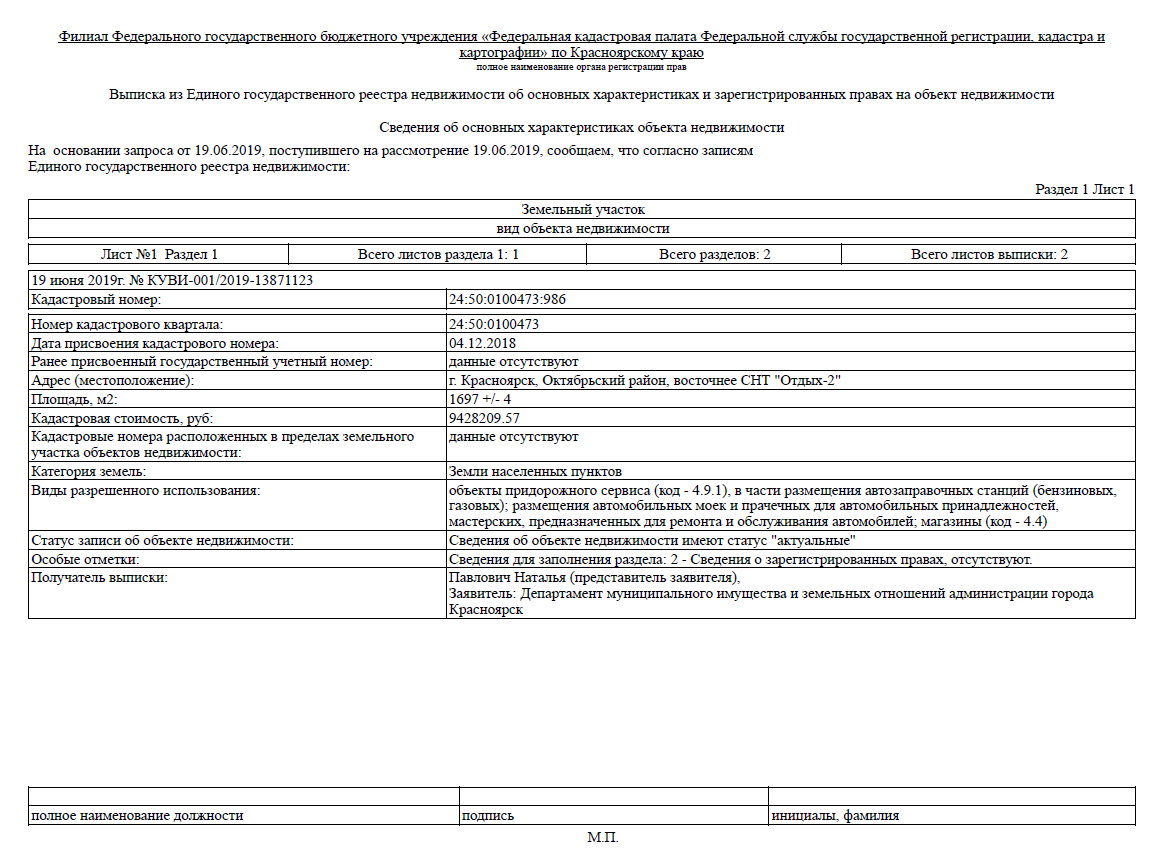 Филиал Федерального государственного бюджетного учреждения «Федеральная кадастровая палата Федеральной службы государственной регистрации, кадастра и
картографии» по Красноярскому краю
полное наименование органа регистрации прав
Выписка из Единого государственного реестра недвижимости об основных характеристиках и зарегистрированных правах на объект недвижимости
Сведения об основных характеристиках объекта недвижимости
На основании запроса от 19.06.2019, поступившего на рассмотрение 19.06.2019, сообщаем, что согласно записям
Единого государственного реестра недвижимости:
Раздел 1 Лист 1
Земельный участок
вид объекта недвижимости
Лист №1 Раздел 1 Всего листов раздела 1: 1 Всего разделов: 2 Всего листов выписки: 2
19 июня 2019г. № КУВИ-001/2019-13871123
Кадастровый номер: 24:50:0100473:986
Номер кадастрового квартала: 24:50:0100473
Дата присвоения кадастрового номера: 04.12.2018
Ранее присвоенный государственный учетный номер: данные отсутствуют
Адрес (местоположение): г. Красноярск, Октябрьский район, восточнее СНТ "Отдых-2"
Площадь, м2: 1697 +/- 4
Кадастровая стоимость, руб: 9428209.57
Кадастровые номера расположенных в пределах земельного данные отсутствуют
участка объектов недвижимости:
Категория земель: Земли населенных пунктов
Виды разрешенного использования: объекты придорожного сервиса (код - 4.9.1), в части размещения автозаправочных станций (бензиновых,
газовых); размещения автомобильных моек и прачечных для автомобильных принадлежностей,
мастерских, предназначенных для ремонта и обслуживания автомобилей; магазины (код - 4.4)
Статус записи об объекте недвижимости: Сведения об объекте недвижимости имеют статус "актуальные"
Особые отметки: Сведения для заполнения раздела: 2 - Сведения о зарегистрированных правах, отсутствуют.
Получатель выписки: Павлович Наталья (представитель заявителя),
Заявитель: Департамент муниципального имущества и земельных отношений администрации города
Красноярск
полное наименование должности подпись инициалы, фамилия
М.П.